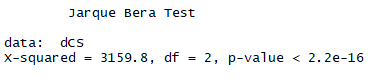 Jarque Bera Test
data:  dCS
X-squared = 3159.8, df = 2, p-value < 2.2e-16